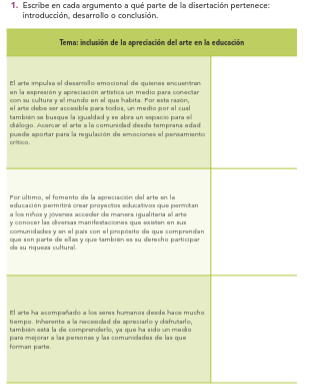 1. Escribe en cada argumento a qué parte de la disertación pertenece:
introducción, desarrollo o conclusión.
Tema: inclusión de la apreciación del arte en la educación
El arte impulsa el desarrollo emocional de quienes encuentran
en la expresión y apreciación artística un medio para conectar
con su cultura y el mundo en el que habita. Por esta razón,
el arte debe ser accesible para todos, un medio por el cual
también se busque la igualdad y se abra un espacio para el
diálogo. Acercar el arte a la comunidad desde temprana edad
puede aportar para la regulación de emociones el pensamiento
crítico.
Por último, el fomento de la apreciación del arte en la
educación permitirá crear proyectos educativos que permitan
a los niños y jóvenes acceder de manera igualitaria al arte
y conocer las diversas manifestaciones que existen en sus
comunidades y en el país con el propósito de que comprendan
que son parte de ellas y que también es su derecho participar
de su riqueza cultural.
El arte ha acompañado a los seres humanos desde hace mucho
tiempo. Inherente a la necesidad de apreciarlo y disfrutarlo,
también está la de comprenderlo, ya que ha sido un medio
para mejorar a las personas y las comunidades de las que
forman parte.